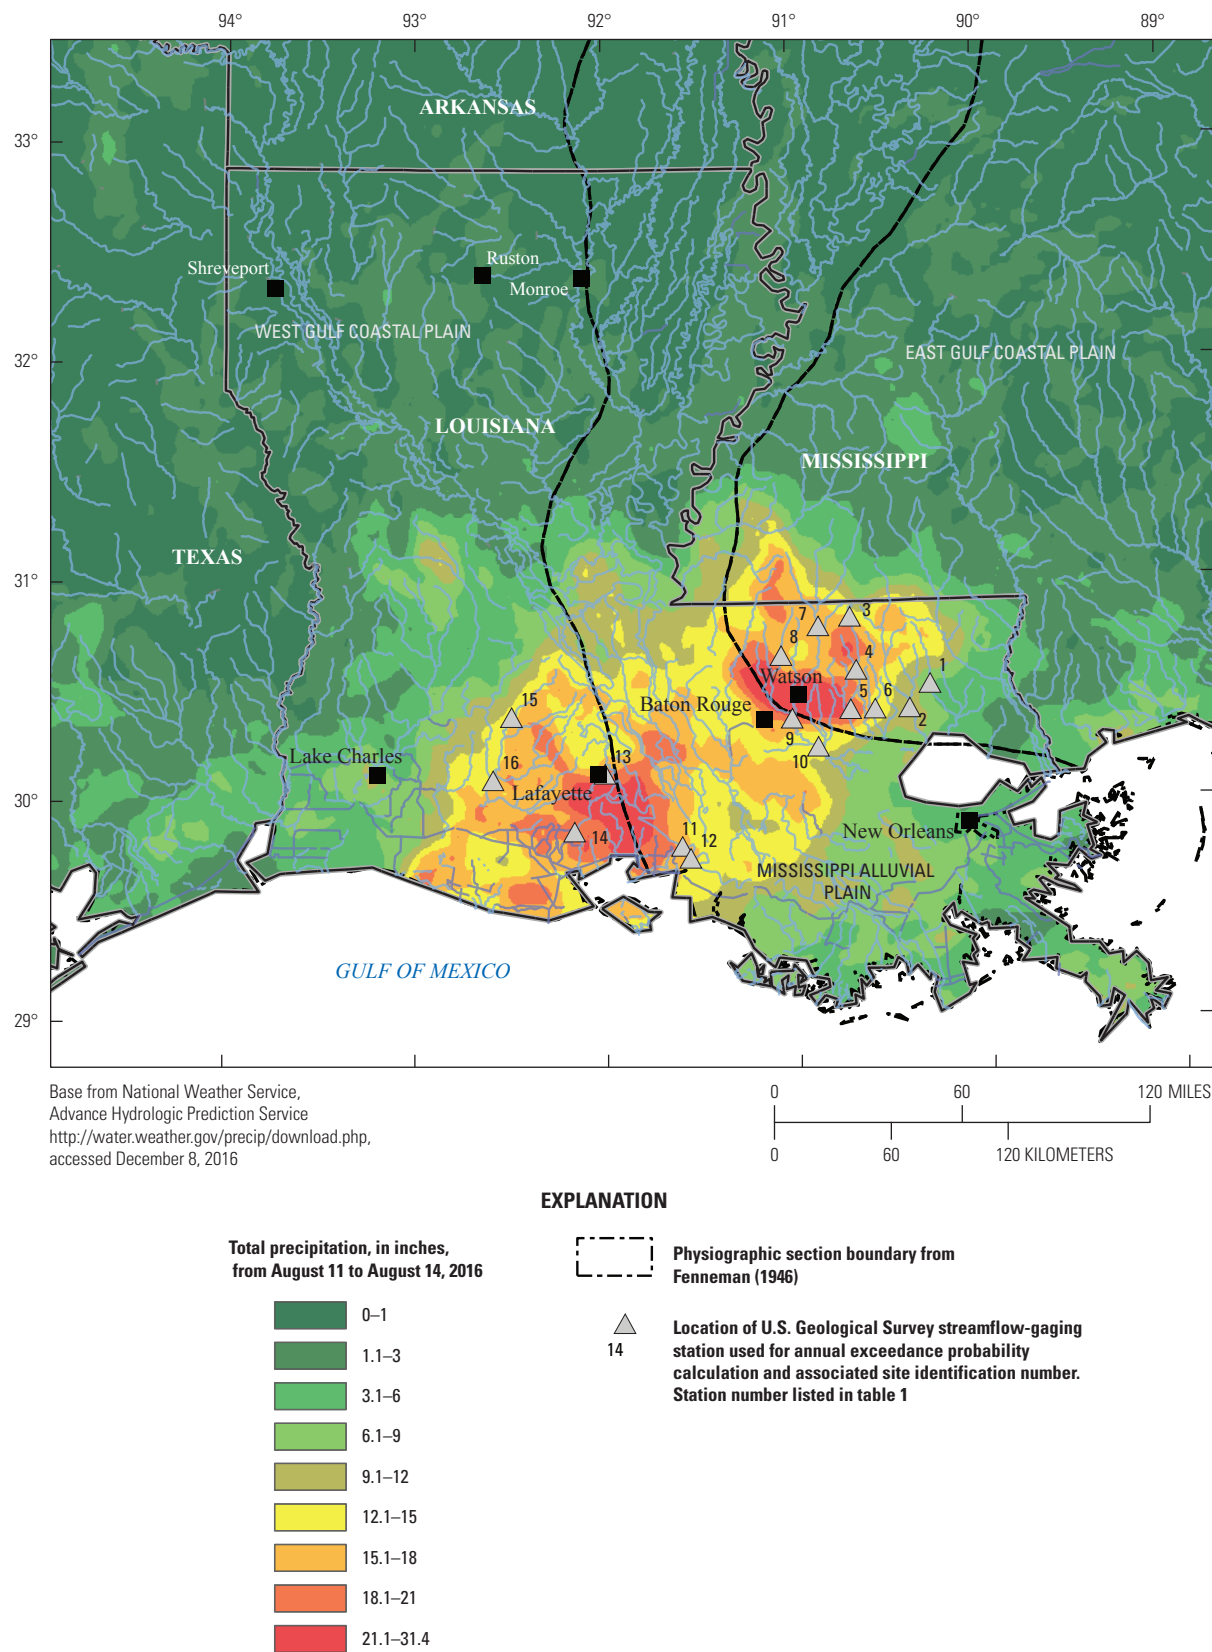 94° 93° 92° 91° 90° 89°
33°
32°
31°
30°
29°
ARKANSAS
Shreveport
Ruston
Monroe
WEST GULF COASTAL PLAIN
EAST GULF COASTAL PLAIN
LOUISIANA
MISSISSIPPI
TEXAS
7 3
8 4 1
Watson
5 6 2
Baton Rouge
9
10
15
Lake Charles
16 13
Lafayette
14 11 12
New Orleans
MISSISSIPPI ALLUVIAL
PLAIN
GULF OF MEXICO
Base from National Weather Service,
Advance Hydrologic Prediction Service
http://water.weather.gov/precip/download.php,
accessed December 8, 2016
0 60 120 MILES
0 60 120 KILOMETERS
EXPLANATION
Total precipitation, in inches,
from August 11 to August 14, 2016
0–1
1.1–3
3.1–6
6.1–9
9.1–12
12.1–15
15.1–18
18.1–21
21.1–31.4
Physiographic section boundary from
Fenneman (1946)
14
Location of U.S. Geological Survey streamflow-gaging
station used for annual exceedance probability
calculation and associated site identification number.
Station number listed in table 1